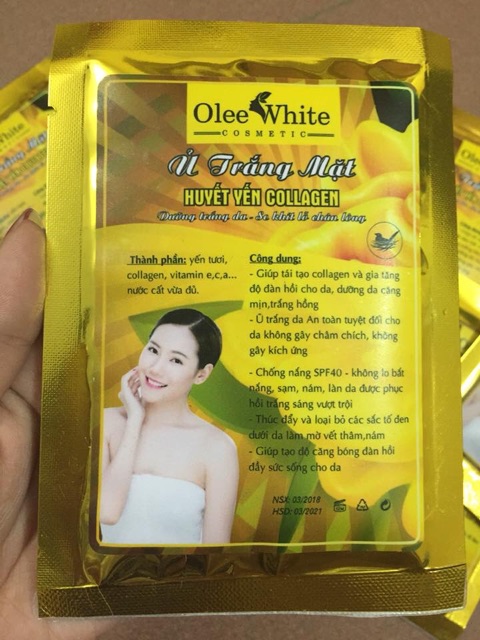 Olee White
COSMETIC
Ủ Trắng Mặt
HUYẾT YẾN COLLAGEN
Dưỡng trắng da - Se khít lỗ chân lông
Thành phần: yến tươi,
collagen, vitamin e,c,a...
nước cất vừa đủ.
Công dụng:
- Giúp tái tạo collagen và gia tăng
độ đàn hồi cho da, dưỡng da căng
mịn,trắng hồng
- Ủ trắng da An toàn tuyệt đối cho
da không gây châm chích, không
gây kích ứng
- Chống nắng SPF40 - không lo bắt
nắng, sạm, nám, làn da được phục
hồi trắng sáng vượt trội
- Thúc đẩy và loại bỏ các sắc tố đen
dưới da làm mờ vết thâm,nám
- Giúp tạo độ căng bóng đàn hồi
đầy sức sống cho da
NSX: 03/2018
HSD: 03/2021
White